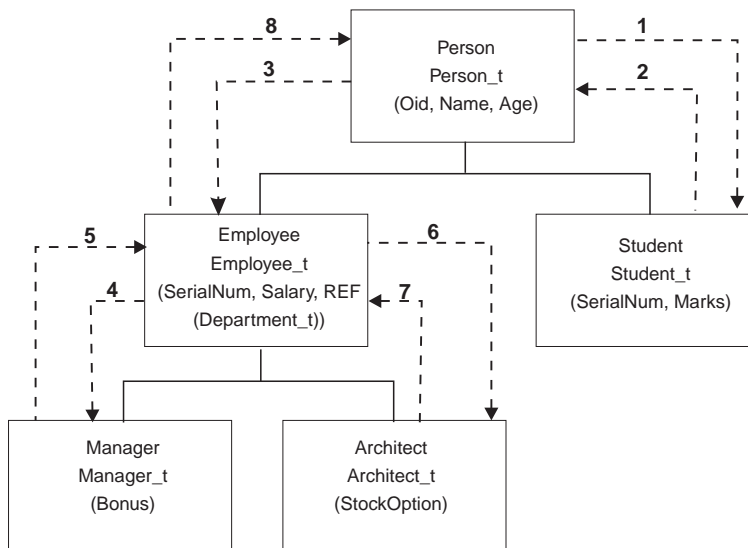 8
1
Person
3
2
Person_t
(Oid, Name, Age)
5
Employee
6
Student
Employee_t
Student_t
4
(SerialNum, Salary, REF
7
(SerialNum, Marks)
(Department_t))
Manager
Architect
Manager_t
Architect_t
(Bonus)
(StockOption)